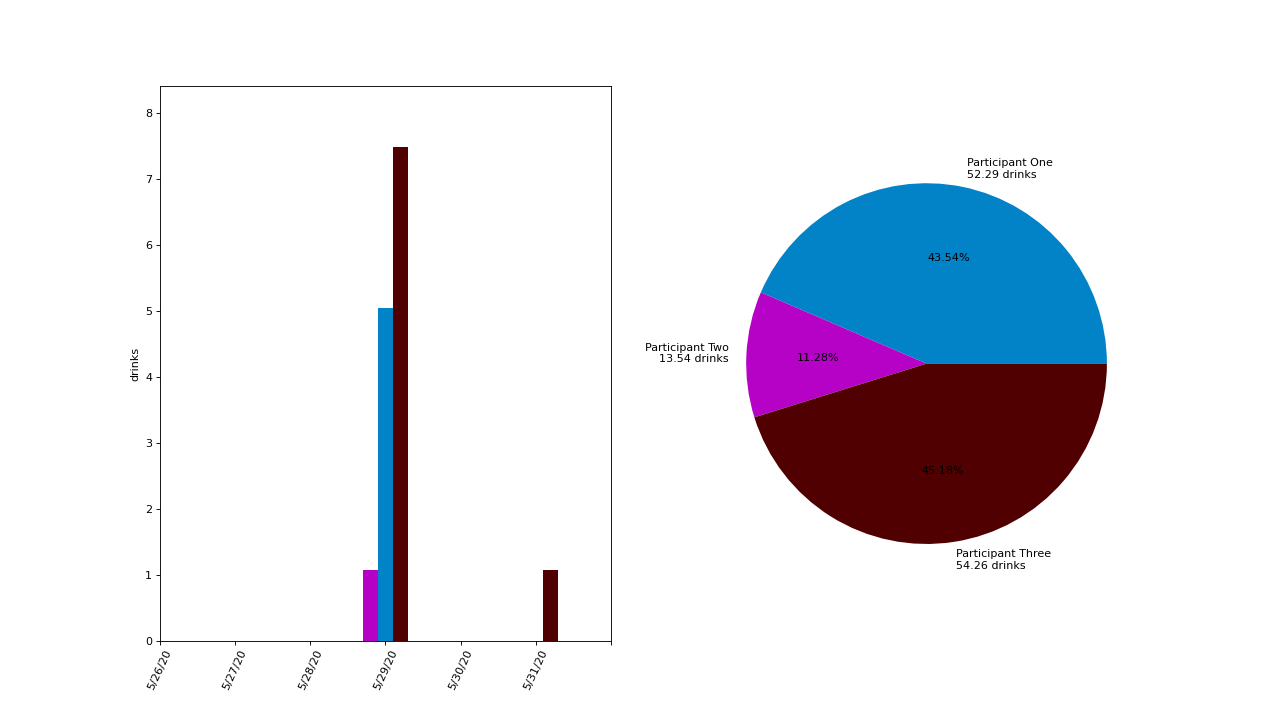 8
7
6
5
4
3
2
1
0
drinks
5/26/20
5/27/20
5/28/20
5/29/20
5/30/20
5/31/20
Participant One
52.29 drinks
43.54%
Participant Two
13.54 drinks
11.28%
45.18%
Participant Three
54.26 drinks